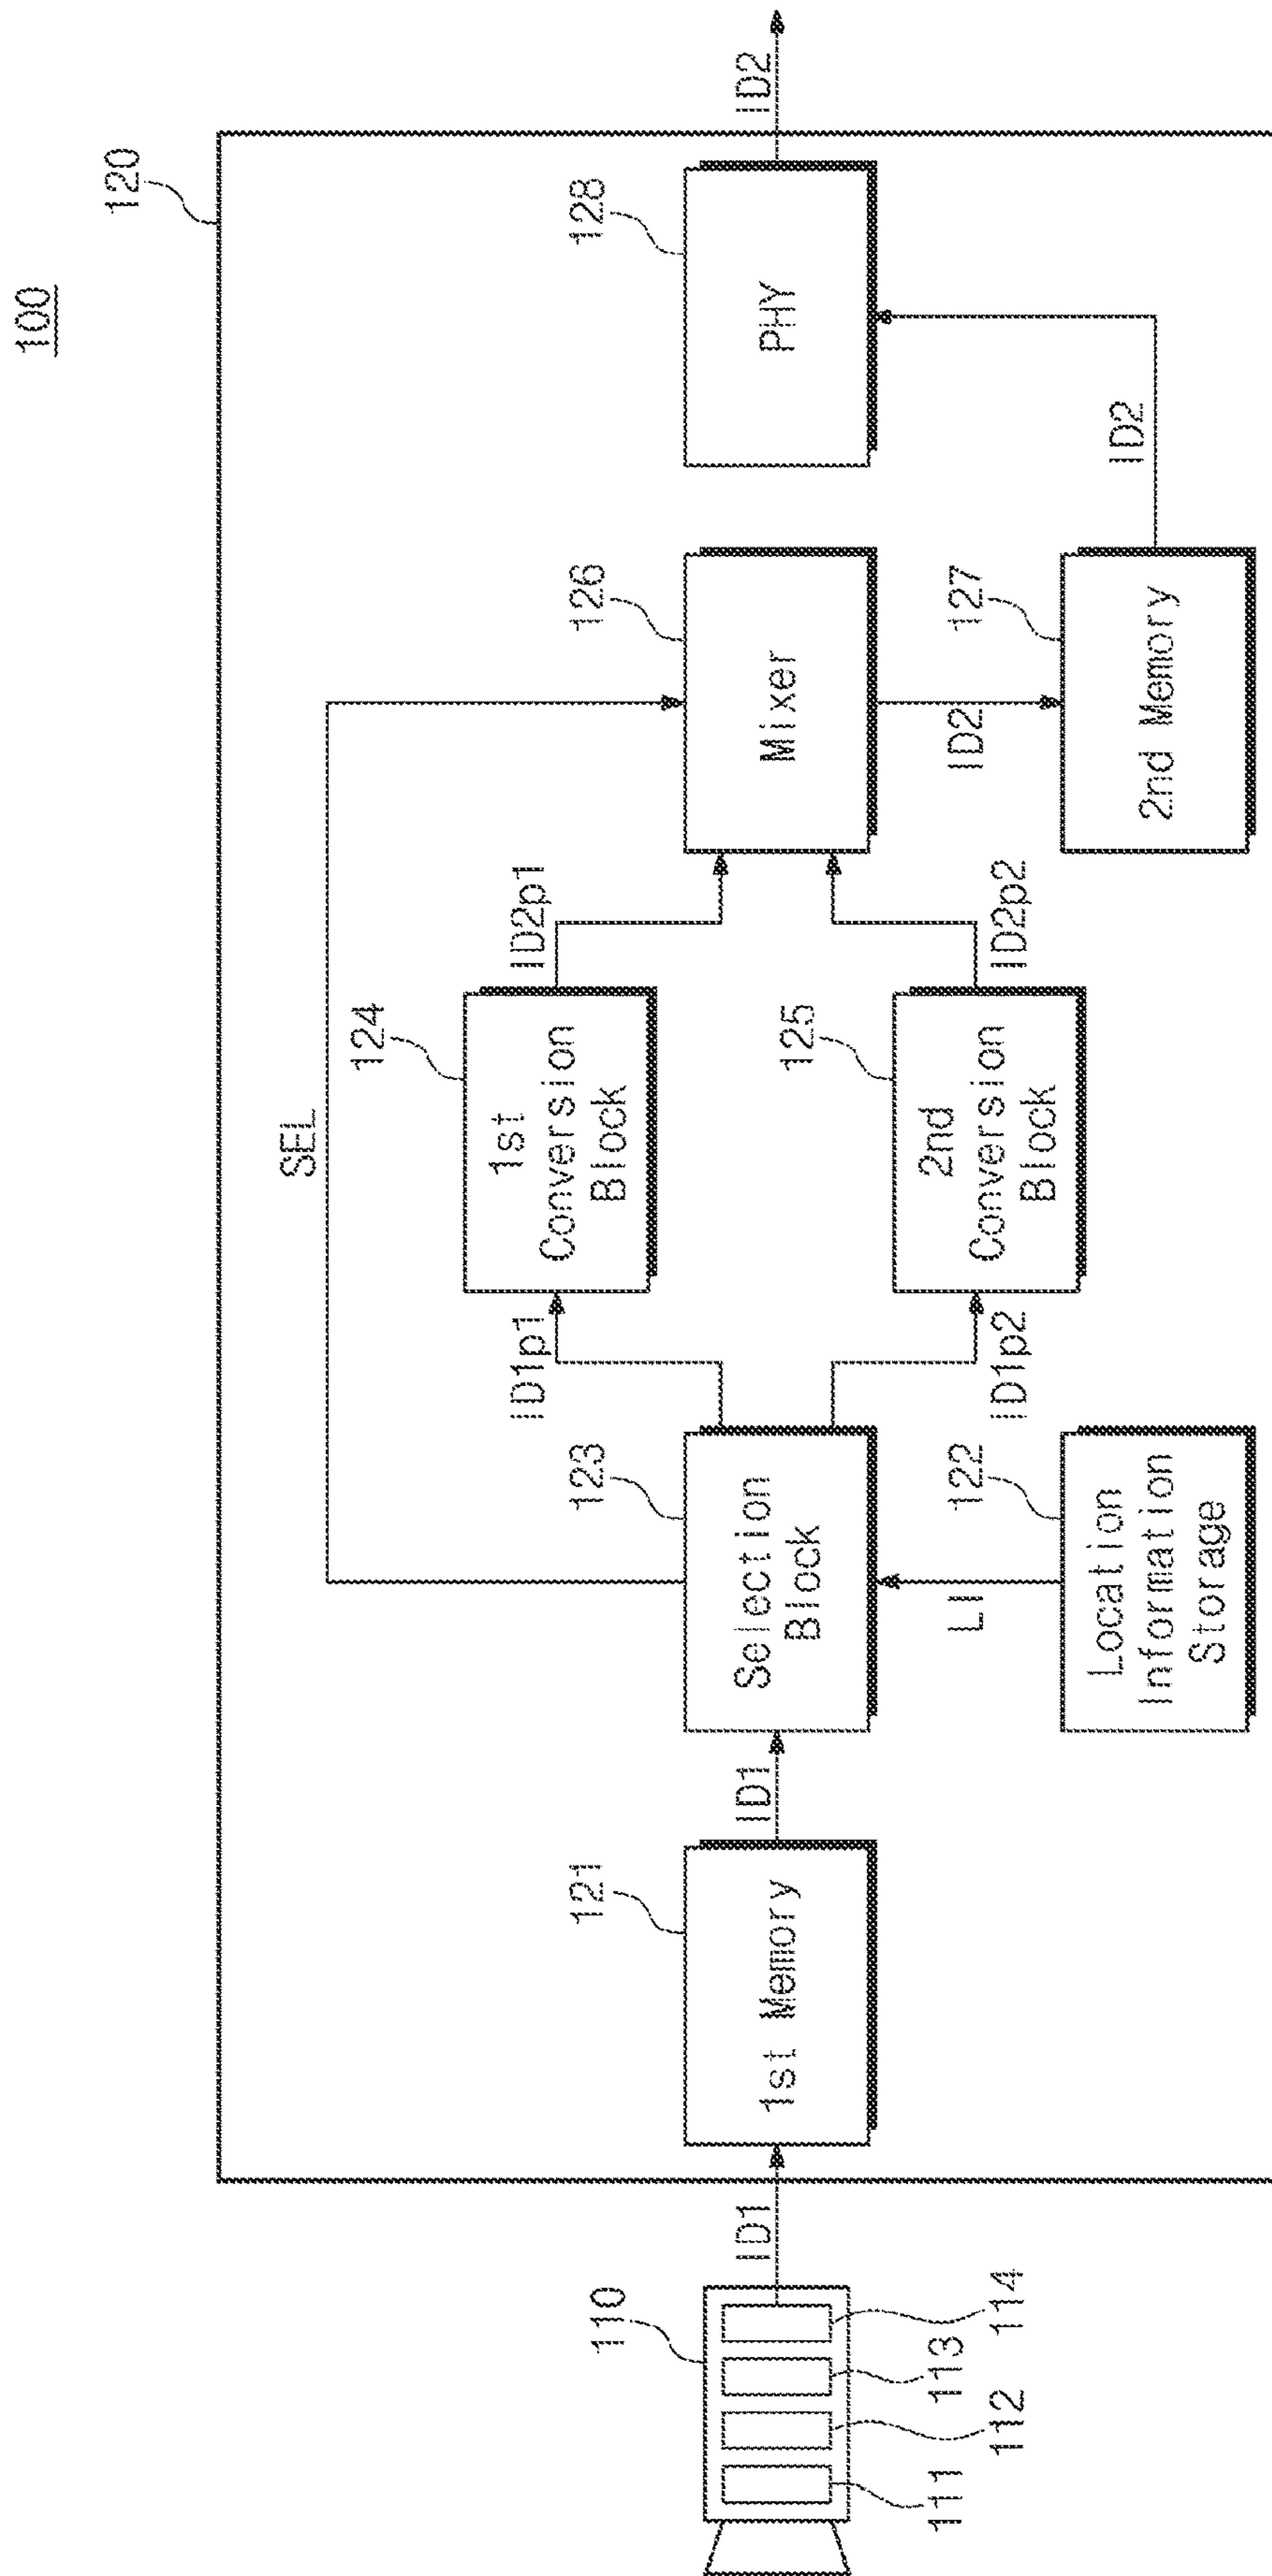 100
120
110
111
112
113
114
ID1
121
1st Memory
ID1
SEL
123
Selection
Block
LI
122
Location
Information
Storage
ID1p1
ID1p2
124
1st
Conversion
Block
125
2nd
Conversion
Block
ID2p1
ID2p2
126
Mixer
ID2
127
2nd Memory
ID2
128
PHY
ID2